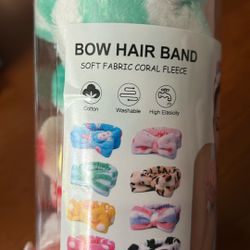 BOW HAIR BAND
SOFT FABRIC CORAL FLEECE
Cotton Washable High Elasticity